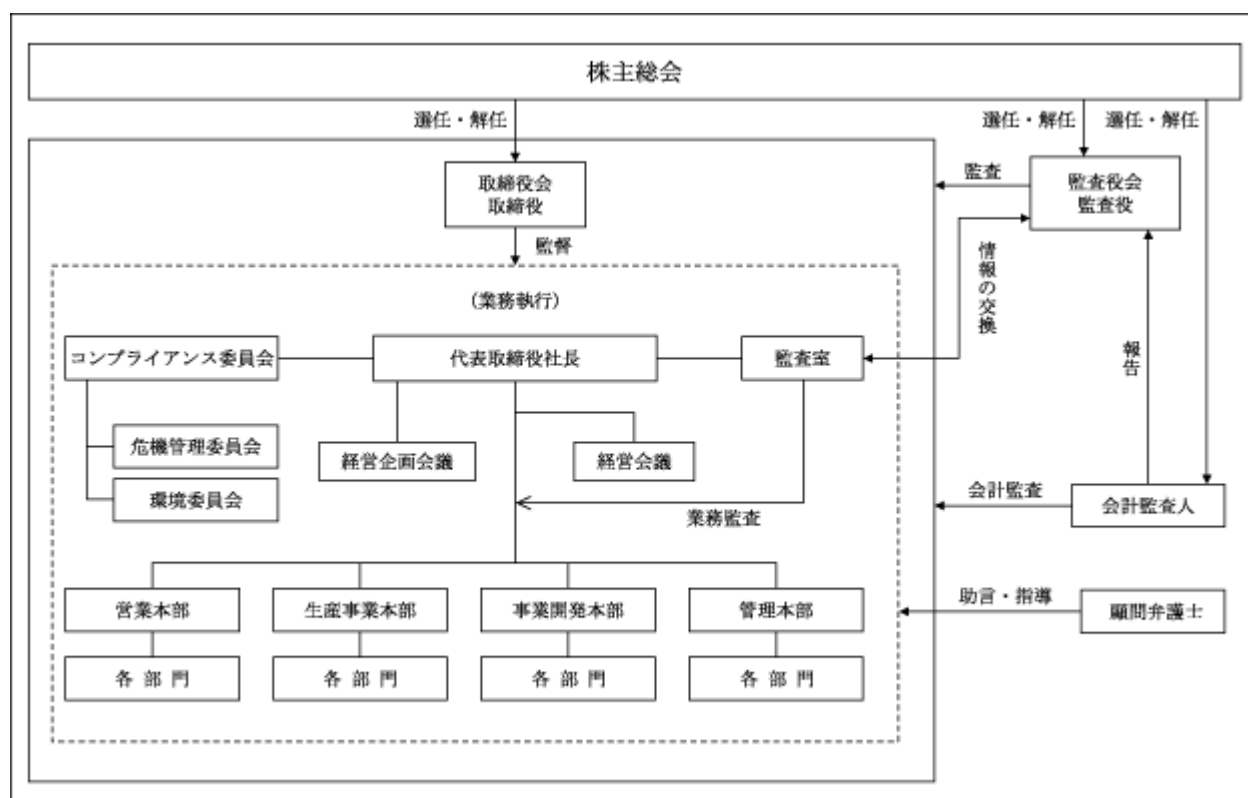 株主総会
選任・解任
選任・解任
選任・解任
取締役会
取締役
監査
監査役会
監査役
監督
情報の交換
(業務執行)
コンプライアンス委員会
代表取締役社長
監査室
報告
危機管理委員会
経営企画会議
経営会議
環境委員会
業務監査
会計監査
会計監査人
営業本部
生産事業本部
事業開発本部
管理本部
助言・指導
顧問弁護士
各 部 門
各 部 門
各 部 門
各 部 門